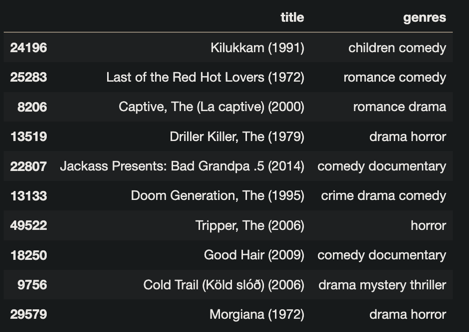 title genres
24196 Kilukkam (1991) children comedy
25283 Last of the Red Hot Lovers (1972) romance comedy
8206 Captive, The (La captive) (2000) romance drama
13519 Driller Killer, The (1979) drama horror
22807 Jackass Presents: Bad Grandpa .5 (2014) comedy documentary
13133 Doom Generation, The (1995) crime drama comedy
49522 Tripper, The (2006) horror
18250 Good Hair (2009) comedy documentary
9756 Cold Trail (Köld slóð) (2006) drama mystery thriller
29579 Morgiana (1972) drama horror